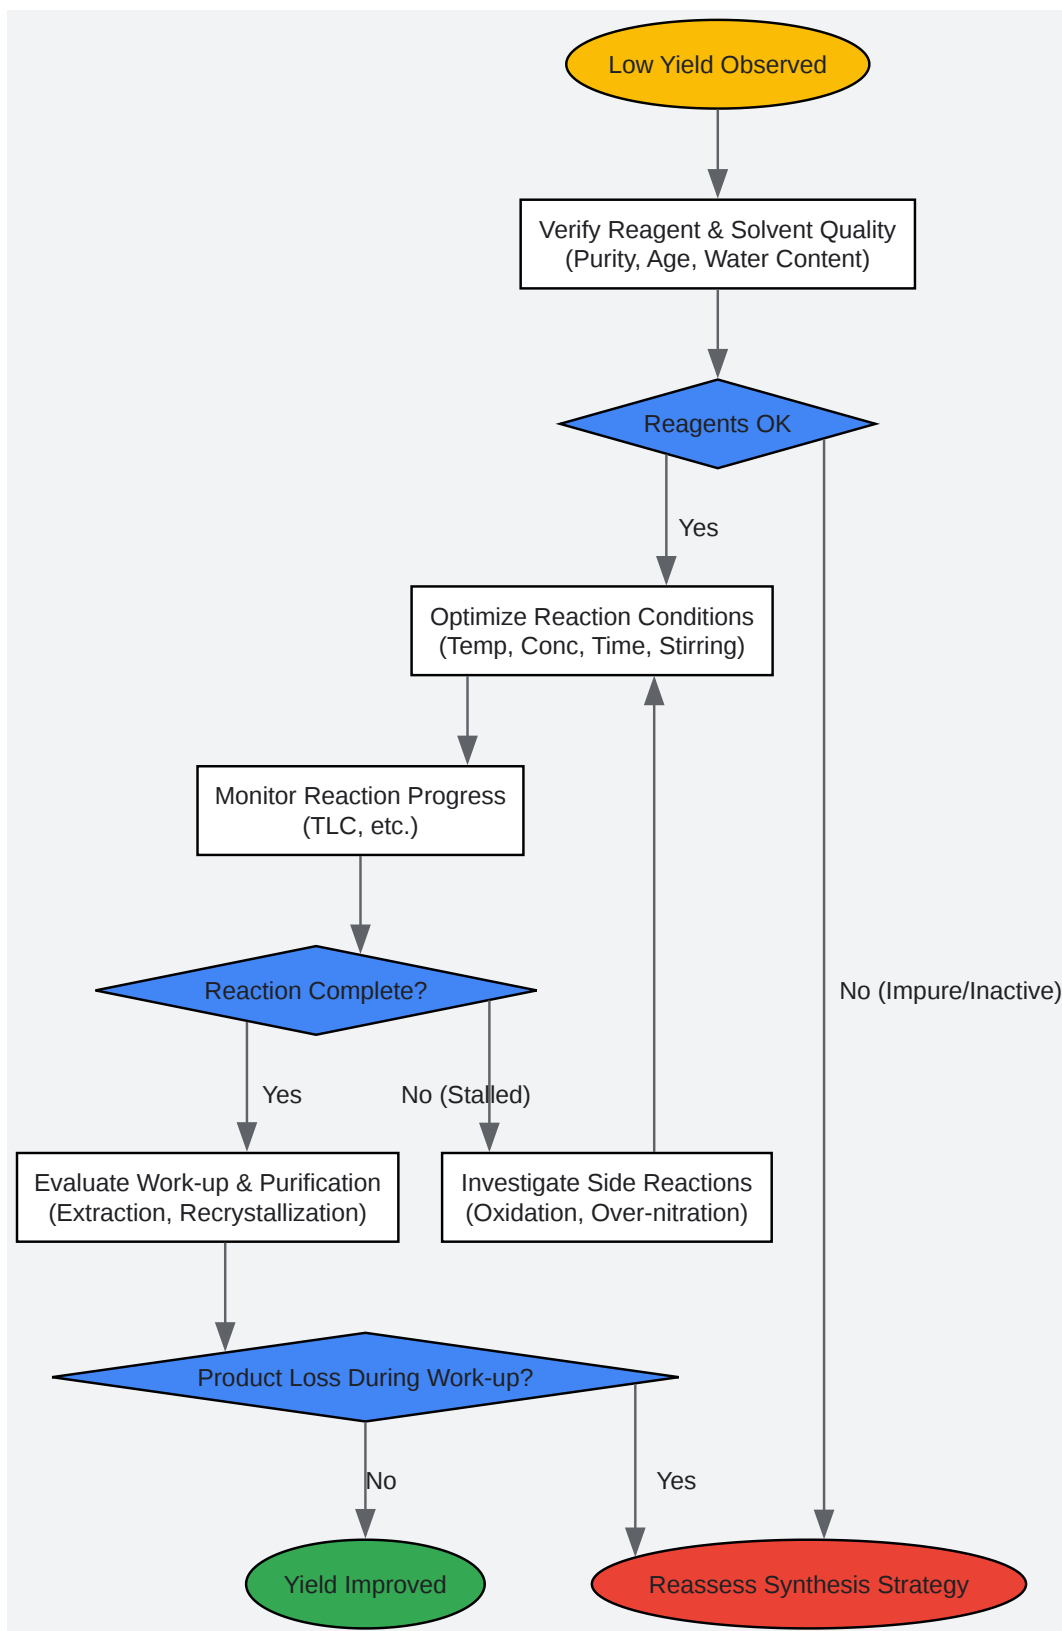 Low Yield Observed
Verify Reagent & Solvent Quality
(Purity, Age, Water Content)
Reagents OK
Yes
Optimize Reaction Conditions
(Temp, Conc, Time, Stirring)
Monitor Reaction Progress
(TLC, etc.)
Reaction Complete?
No (Impure/Inactive)
Yes
No (Stalled)
Evaluate Work-up & Purification
(Extraction, Recrystallization)
Investigate Side Reactions
(Oxidation, Over-nitration)
Product Loss During Work-up?
No
Yes
Yield Improved
Reassess Synthesis Strategy